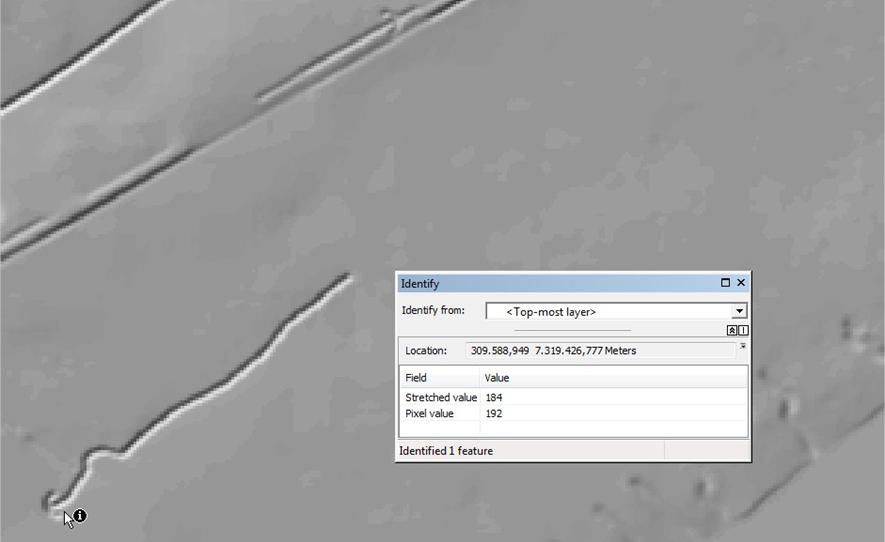 Identify
Identify from: <Top-most layer>
Location: 309.588,949 7.319.426,777 Meters
Field Value
Stretched value 184
Pixel value 192
Identified 1 feature